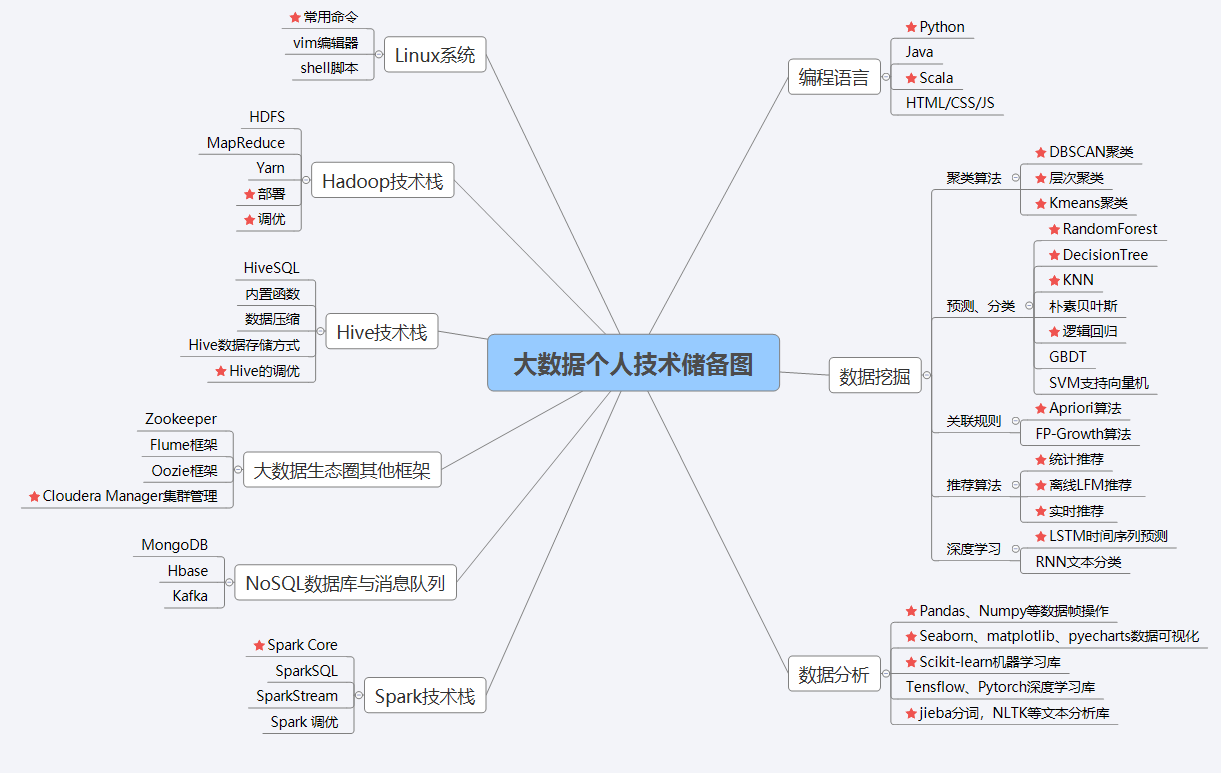 大数据个人技术储备图
Linux系统
常用命令
vim编辑器
shell脚本
Hadoop技术栈
HDFS
MapReduce
Yarn
部署
调优
Hive技术栈
HiveSQL
内置函数
数据压缩
Hive数据存储方式
Hive的调优
大数据生态圈其他框架
Zookeeper
Flume框架
Oozie框架
Cloudera Manager集群管理
NoSQL数据库与消息队列
MongoDB
Hbase
Kafka
Spark技术栈
Spark Core
SparkSQL
SparkStream
Spark 调优
编程语言
Python
Java
Scala
HTML/CSS/JS
数据挖掘
聚类算法
DBSCAN聚类
层次聚类
Kmeans聚类
预测、分类
RandomForest
DecisionTree
KNN
朴素贝叶斯
逻辑回归
GBDT
SVM支持向量机
关联规则
Apriori算法
FP-Growth算法
推荐算法
统计推荐
离线LFM推荐
实时推荐
深度学习
LSTM时间序列预测
RNN文本分类
数据分析
Pandas、Numpy等数据帧操作
Seaborn、matplotlib、pyecharts数据可视化
Scikit-learn机器学习库
Tensflow、Pytorch深度学习库
jieba分词，NLTK等文本分析库